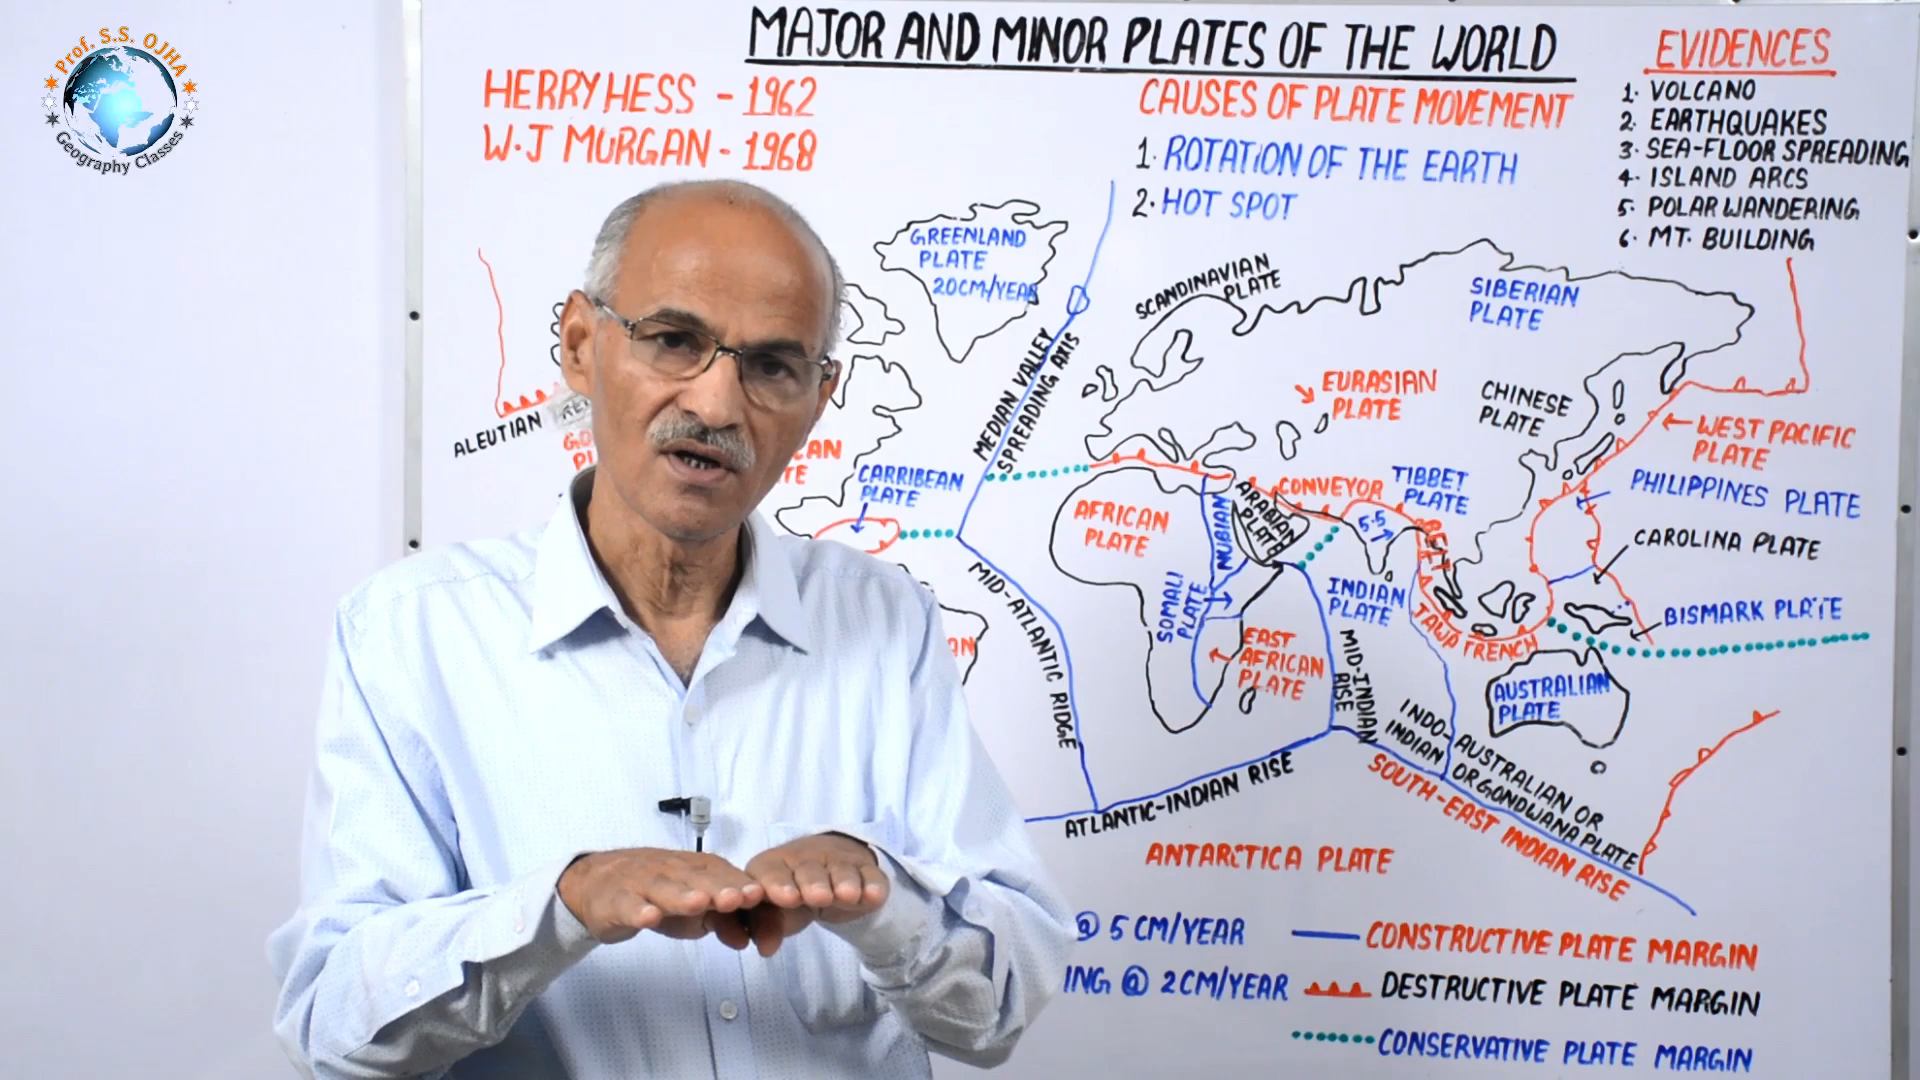 Prof. S.S. OJHA
Geography Classes
MAJOR AND MINOR PLATES OF THE WORLD
HERRY HESS - 1962
W.J MURGAN - 1968
CAUSES OF PLATE MOVEMENT
1. ROTATION OF THE EARTH
2. HOT SPOT
EVIDENCES
1. VOLCANO
2. EARTHQUAKES
3. SEA-FLOOR SPREADING
4. ISLAND ARCS
5. POLAR WANDERING
6. MT. BUILDING
GREENLAND
PLATE
20CM/YEAR
MEDIAN VALLEY
SPREADING AXIS
SCANDINAVIAN
PLATE
SIBERIAN
PLATE
EURASIAN
PLATE
CHINESE
PLATE
WEST PACIFIC
PLATE
PHILIPPINES PLATE
CAROLINA PLATE
BISMARK PLATE
ALEUTIAN
CARRIBEAN
PLATE
CONVEYOR
BELT
TIBBET
PLATE
AFRICAN
PLATE
NUBIAN
ARABIAN
PLATE
5.5
INDIAN
PLATE
SOMALI
PLATE
EAST
AFRICAN
PLATE
MID-ATLANTIC RIDGE
MID-INDIAN
RISE
TRENCH
AUSTRALIAN
PLATE
INDO-AUSTRALIAN OR
INDIAN OR GONDWANA PLATE
ATLANTIC-INDIAN RISE
SOUTH-EAST INDIAN RISE
ANTARCTICA PLATE
@ 5 CM/YEAR
ING @ 2CM/YEAR
CONSTRUCTIVE PLATE MARGIN
DESTRUCTIVE PLATE MARGIN
CONSERVATIVE PLATE MARGIN